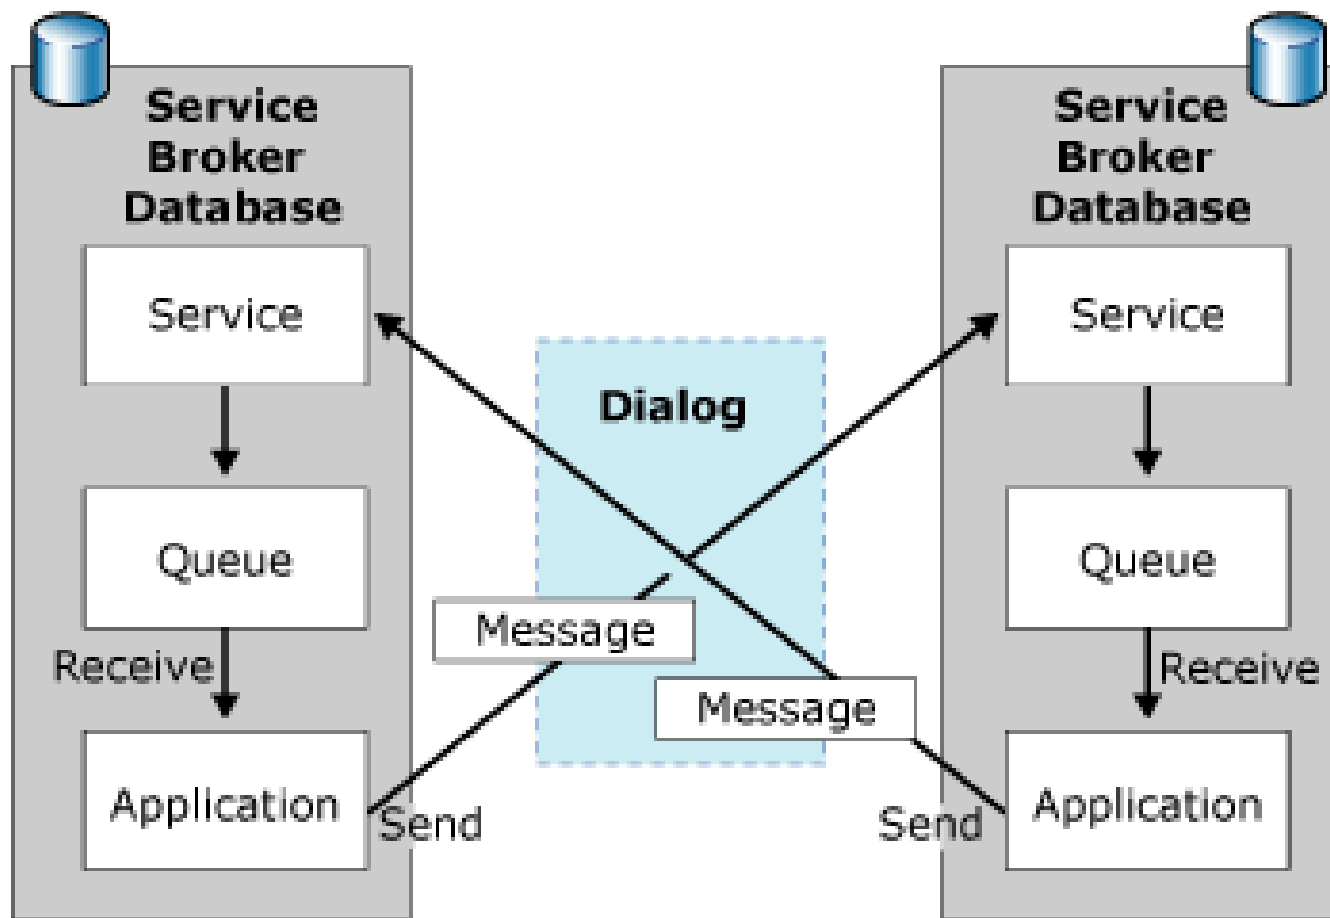 Service
Broker
Database
Service
Queue
Receive
Application
Send
Dialog
Message
Message
Service
Broker
Database
Service
Queue
Receive
Application
Send